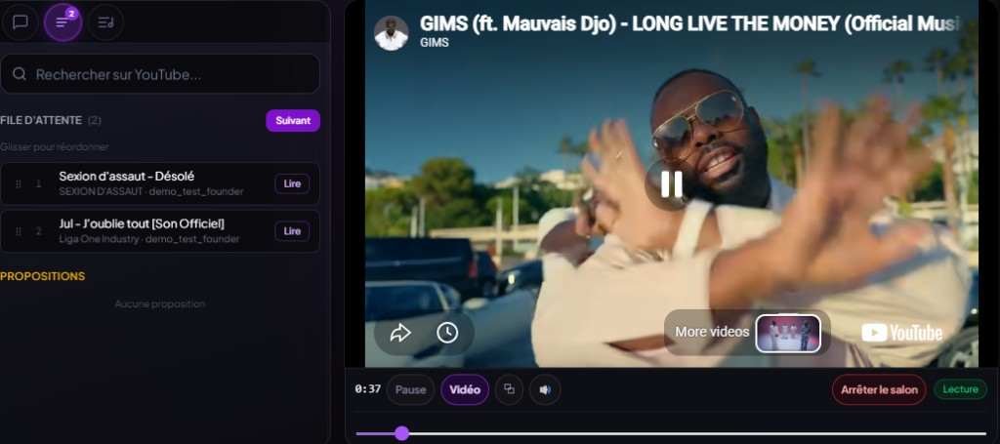 2
Rechercher sur YouTube...
FILE D'ATTENTE (2)
Suivant
Glisser pour réordonner
1
Sexion d'assaut - Désolé
SEXION D'ASSAUT · demo_test_founder
Lire
2
Jul - J'oublie tout [Son Officiel]
Liga One Industry · demo_test_founder
Lire
PROPOSITIONS
Aucune proposition
GIMS (ft. Mauvais Djo) - LONG LIVE THE MONEY (Official Musi
GIMS
More videos
YouTube
0:37
Pause
Vidéo
Arrêter le salon
Lecture